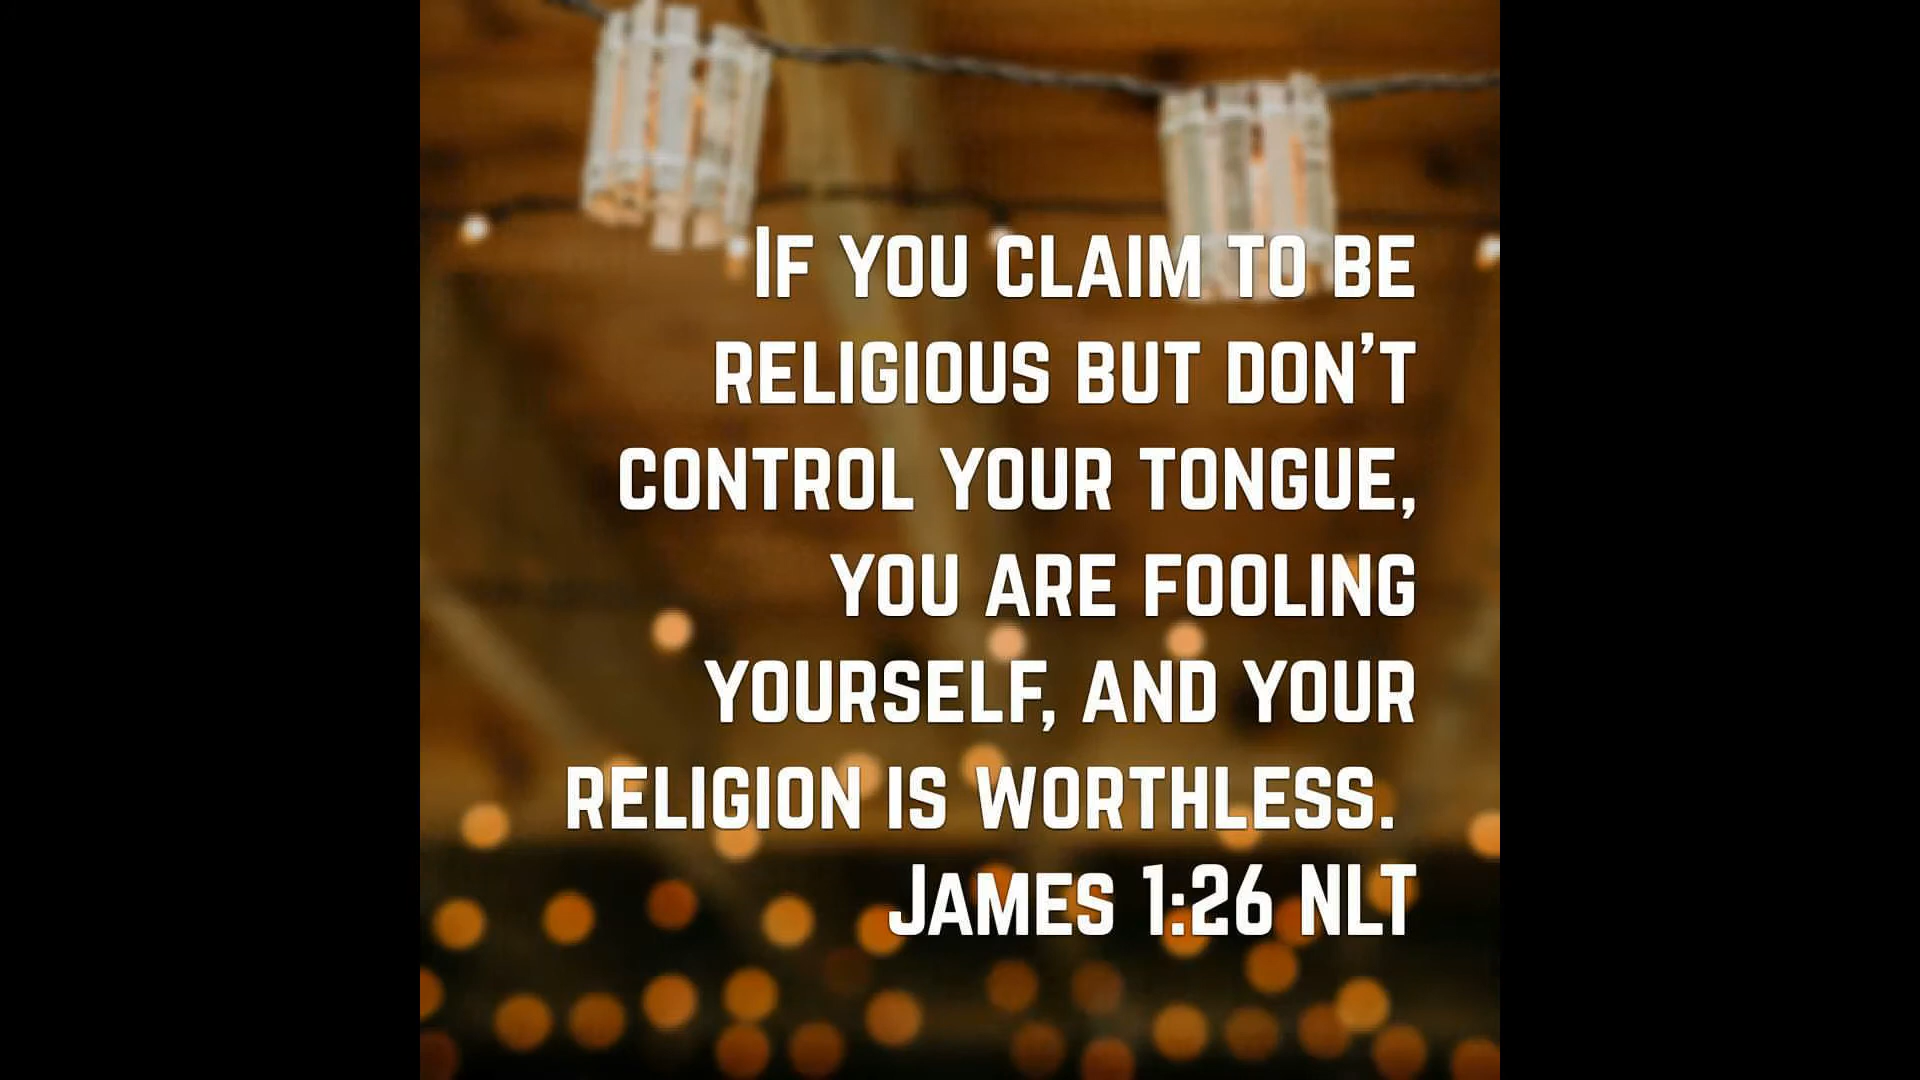 If you claim to be
religious but don’t
control your tongue,
you are fooling
yourself, and your
religion is worthless.
James 1:26 NLT